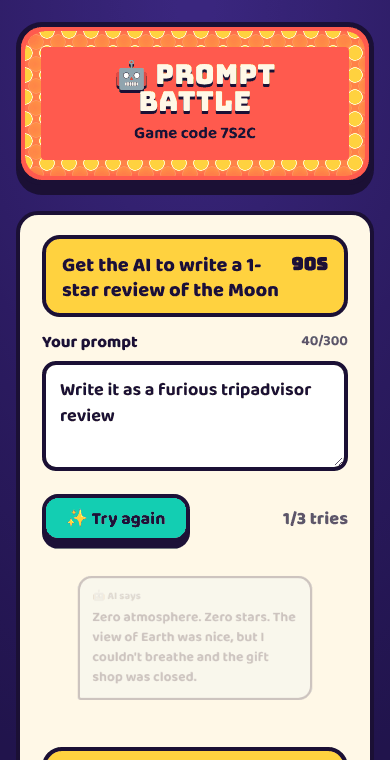 🤖 PROMPT
BATTLE
Game code 7S2C
Get the AI to write a 1-
star review of the Moon
90S
Your prompt
40/300
Write it as a furious tripadvisor
review
✨ Try again
1/3 tries
🤖 AI says
Zero atmosphere. Zero stars. The
view of Earth was nice, but I
couldn't breathe and the gift
shop was closed.